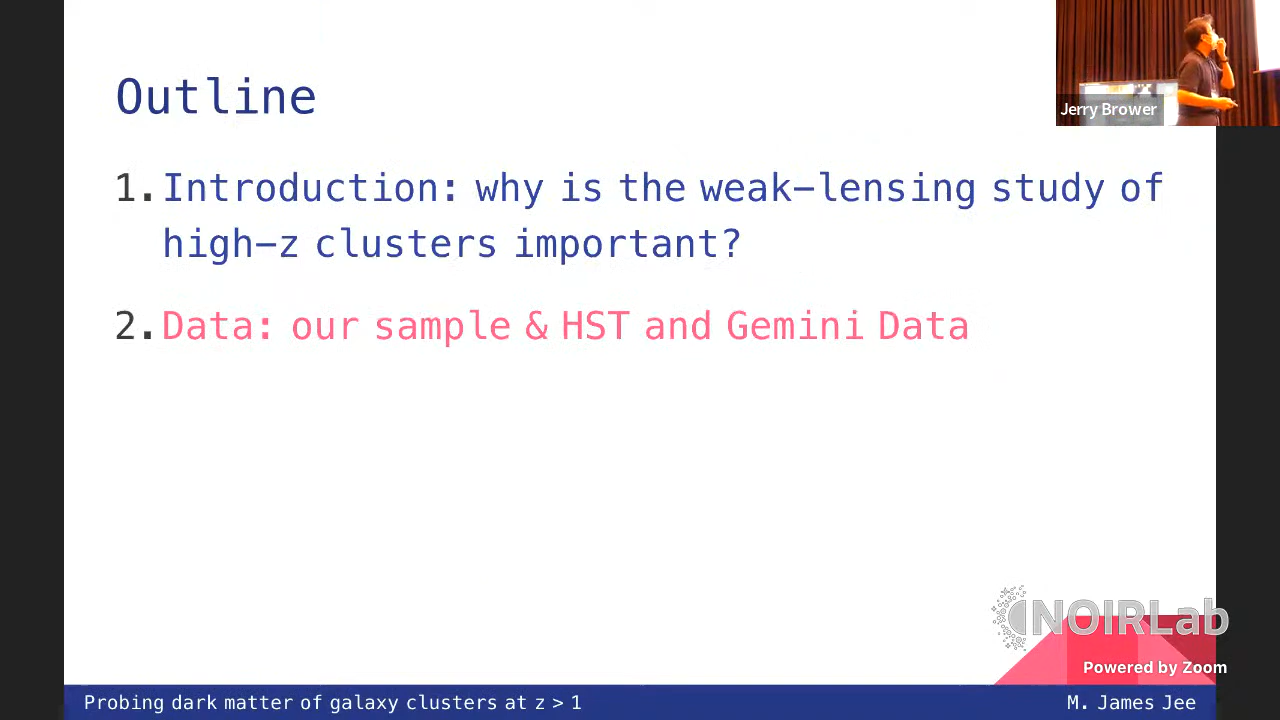 Outline
Jerry Brower
1. Introduction: why is the weak-lensing study of
high-z clusters important?
2. Data: our sample & HST and Gemini Data
NOIRLab
Powered by Zoom
Probing dark matter of galaxy clusters at z > 1
M. James Jee